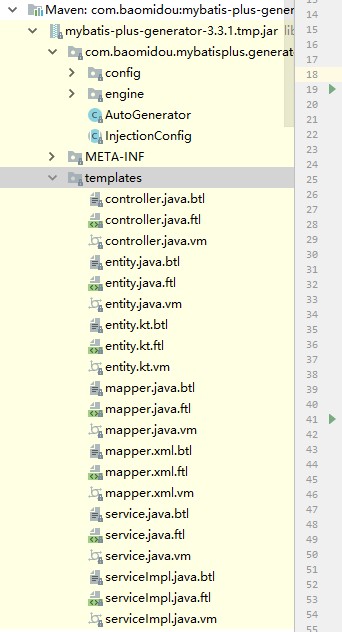 Maven: com.baomidou:mybatis-plus-gener
mybatis-plus-generator-3.3.1.tmp.jar lib
com.baomidou.mybatisplus.generat
config
engine
AutoGenerator
InjectionConfig
META-INF
templates
controller.java.btl
controller.java.ftl
controller.java.vm
entity.java.btl
entity.java.ftl
entity.java.vm
entity.kt.btl
entity.kt.ftl
entity.kt.vm
mapper.java.btl
mapper.java.ftl
mapper.java.vm
mapper.xml.btl
mapper.xml.ftl
mapper.xml.vm
service.java.btl
service.java.ftl
service.java.vm
serviceImpl.java.btl
serviceImpl.java.ftl
serviceImpl.java.vm
14
15
16
17
18
19
20
21
22
23
24
25
26
27
28
29
30
31
32
33
34
35
36
37
38
39
40
41
42
43
44
45
46
47
48
49
50
51
52
53
54
55